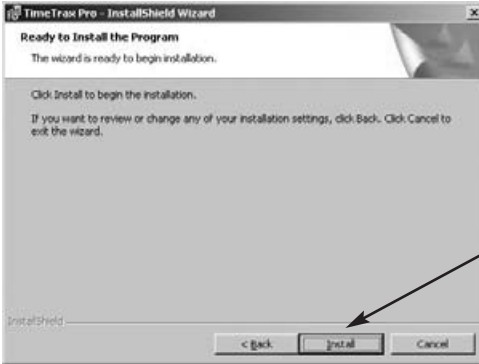 TimeTrax Pro - InstallShield Wizard
Ready to Install the Program
The wizard is ready to begin installation.
Click Install to begin the installation.
If you want to review or change any of your installation settings, click Back. Click Cancel to
exit the wizard.
InstallShield
< Back Install Cancel